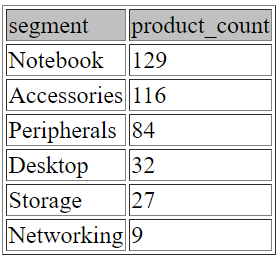 segment product_count
Notebook 129
Accessories 116
Peripherals 84
Desktop 32
Storage 27
Networking 9